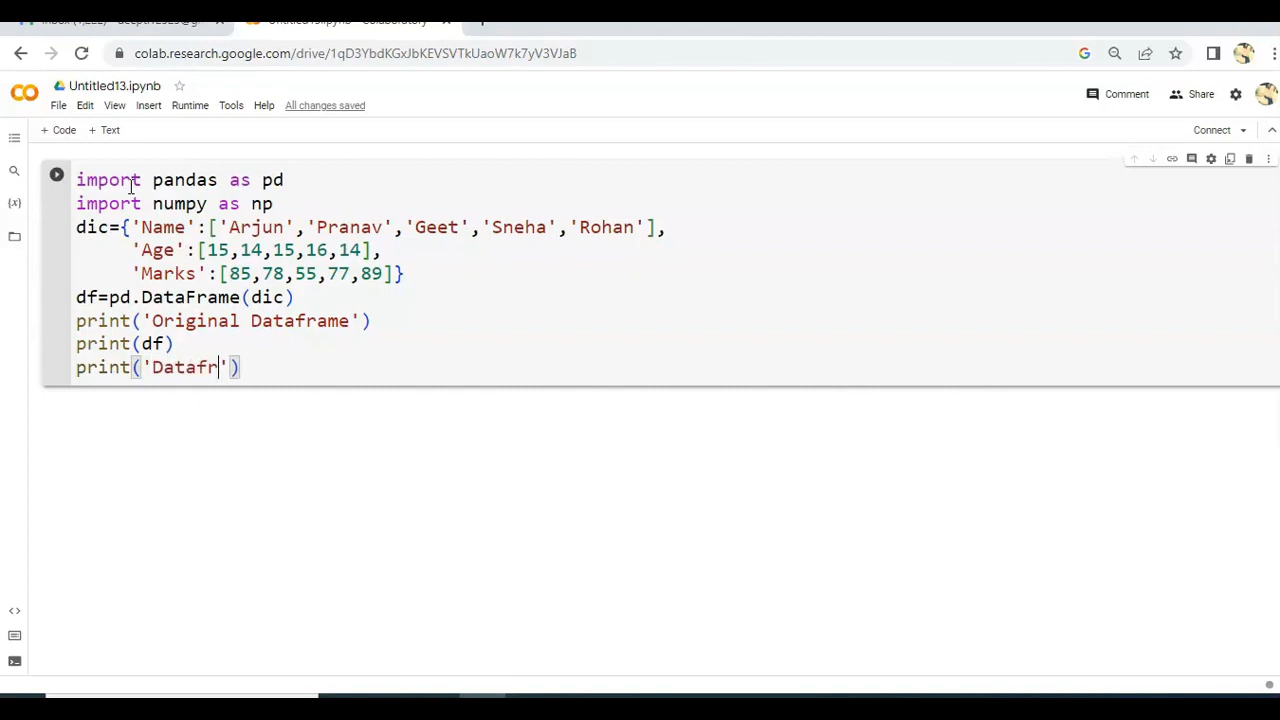 colab.research.google.com/drive/1qD3YbdKGxJbKEVSVTkUaoW7k7yV3VJaB
Untitled13.ipynb
Comment
Share
File Edit View Insert Runtime Tools Help All changes saved
+ Code + Text
Connect
import pandas as pd
import numpy as np
dic={'Name':['Arjun','Pranav','Geet','Sneha','Rohan'],
'Age':[15,14,15,16,14],
'Marks':[85,78,55,77,89]}
df=pd.DataFrame(dic)
print('Original Dataframe')
print(df)
print('Datafr')